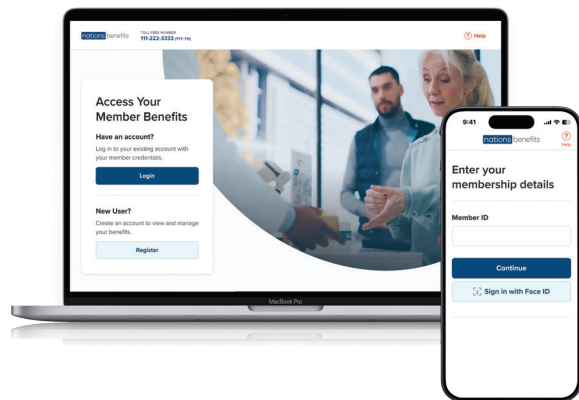 nations benefits
TOLL-FREE NUMBER
111-222-3333 (TTY: 711)
Help
Access Your
Member Benefits
Have an account?
Log in to your existing account with
your member credentials.
Login
New User?
Create an account to view and manage
your benefits.
Register
MacBook Pro
9:41
nations benefits
Help
Enter your
membership details
Member ID
Continue
Sign in with Face ID